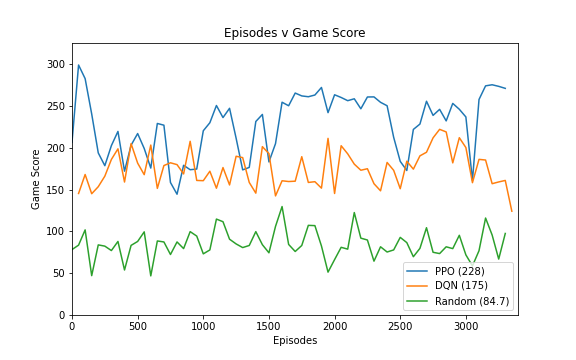 Episodes v Game Score
300
250
200
150
100
50
0
Game Score
0 500 1000 1500 2000 2500 3000
Episodes
PPO (228)
DQN (175)
Random (84.7)